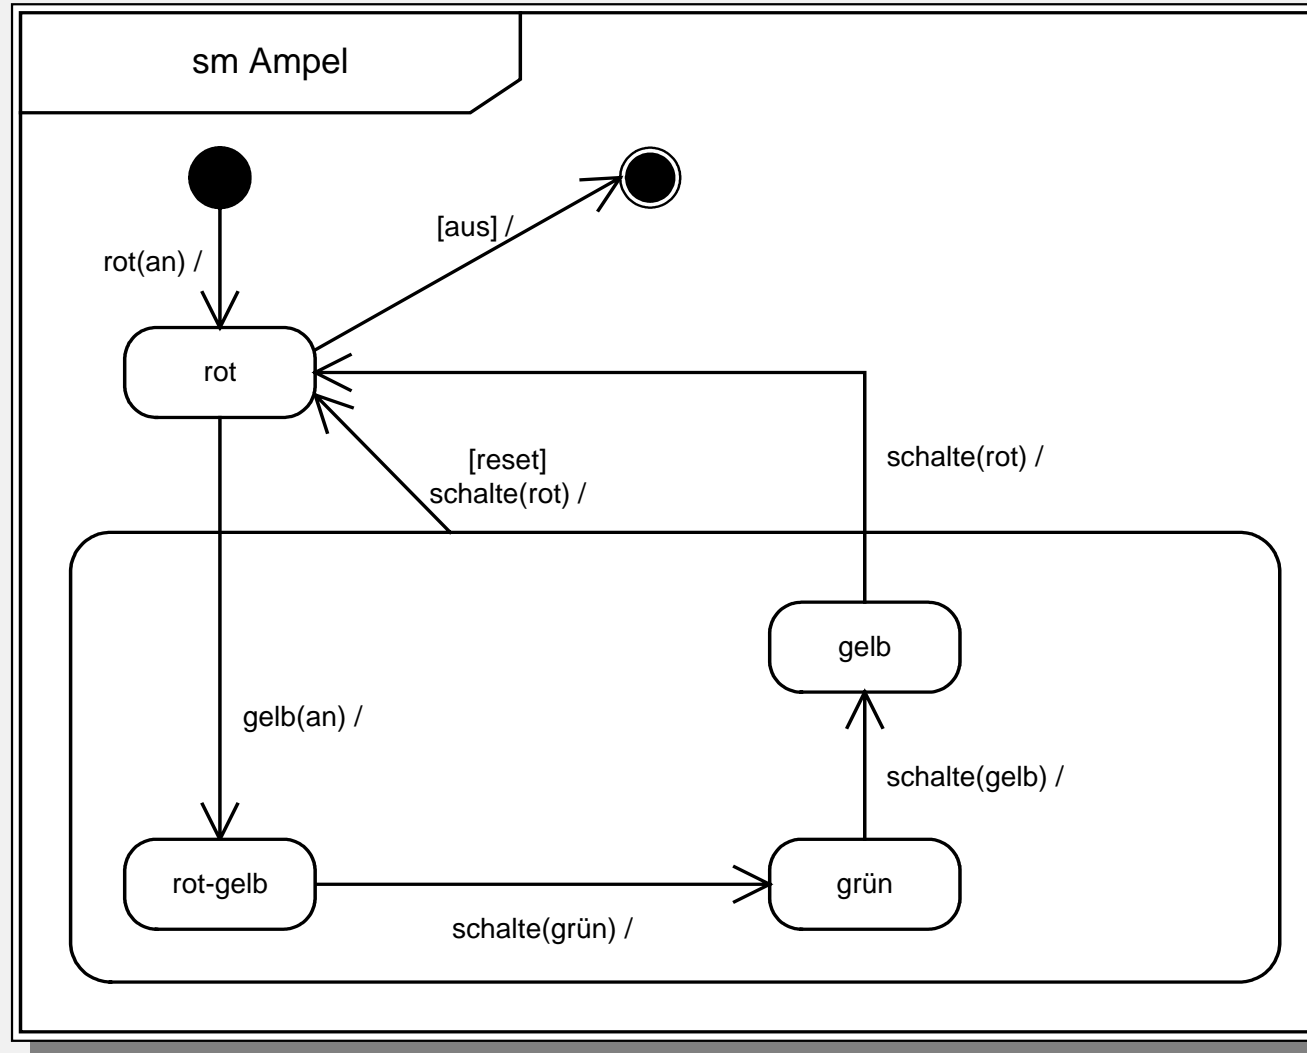 sm Ampel
[aus] /
rot(an) /
rot
[reset]
schalte(rot) /
schalte(rot) /
gelb
gelb(an) /
schalte(gelb) /
rot-gelb
grün
schalte(grün) /